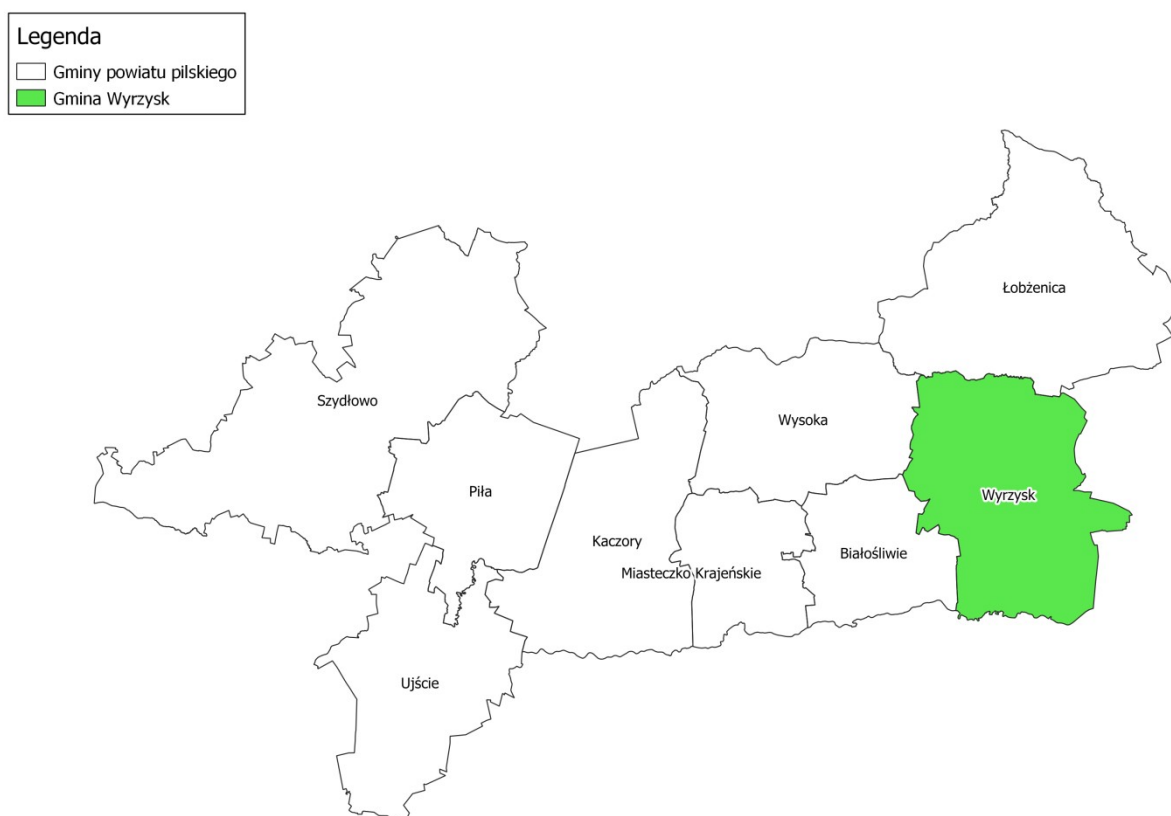 Legenda
Gminy powiatu pilskiego
Gmina Wyrzysk
Łobżenica
Szydłowo
Wysoka
Piła
Wyrzysk
Kaczory
Białośliwie
Miasteczko Krajeńskie
Ujście